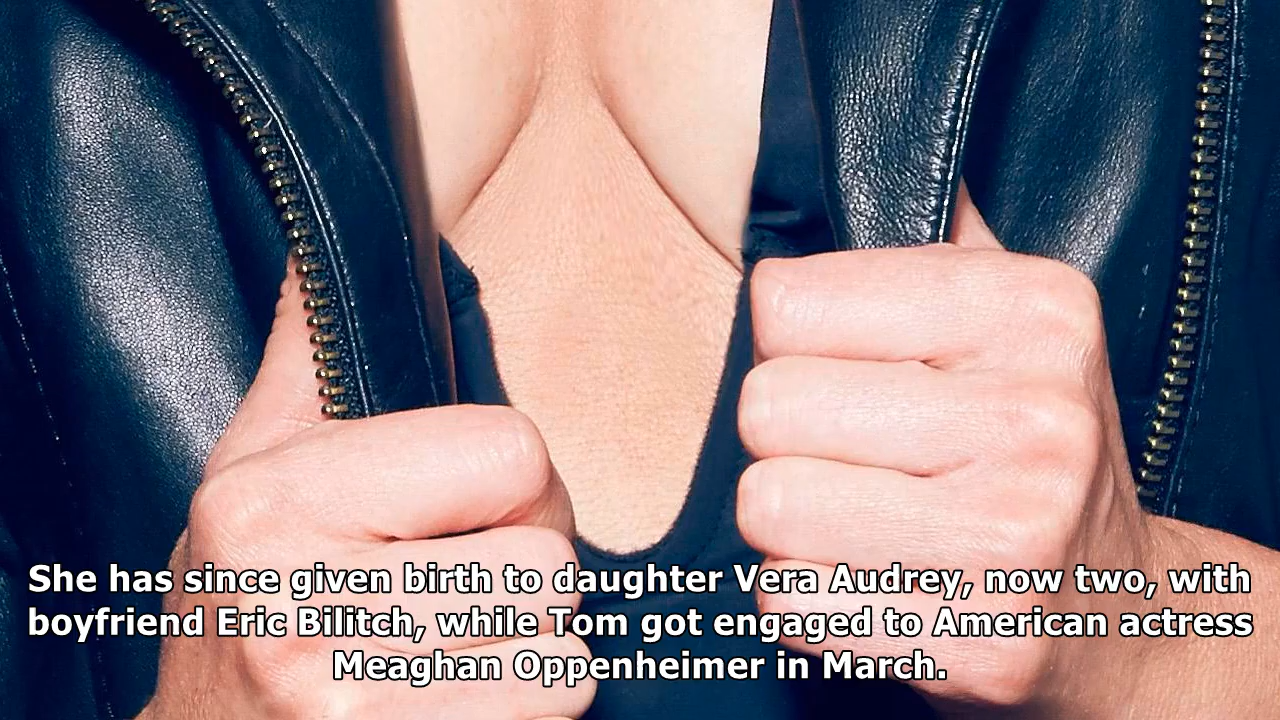 She has since given birth to daughter Vera Audrey, now two, with
boyfriend Eric Bilitch, while Tom got engaged to American actress
Meaghan Oppenheimer in March.